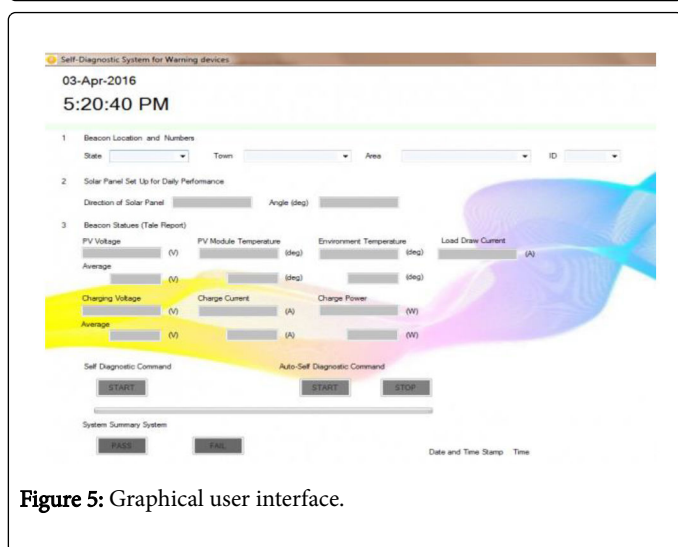 Self-Diagnostic System for Warning devices
03-Apr-2016
5:20:40 PM
1 Beacon Location and Numbers
State Town Area ID
2 Solar Panel Set Up for Daily Performance
Direction of Solar Panel Angle (deg)
3 Beacon Statues (Tale Report)
PV Voltage PV Module Temperature Environment Temperature Load Draw Current
(V) (deg) (deg) (A)
Average
(V) (deg) (deg)
Charging Voltage Charge Current Charge Power
(V) (A) (W)
Average
(V) (A) (W)
Self Diagnostic Command Auto-Self Diagnostic Command
START START STOP
System Summary System
PASS FAIL
Date and Time Stamp Time
Figure 5: Graphical user interface.